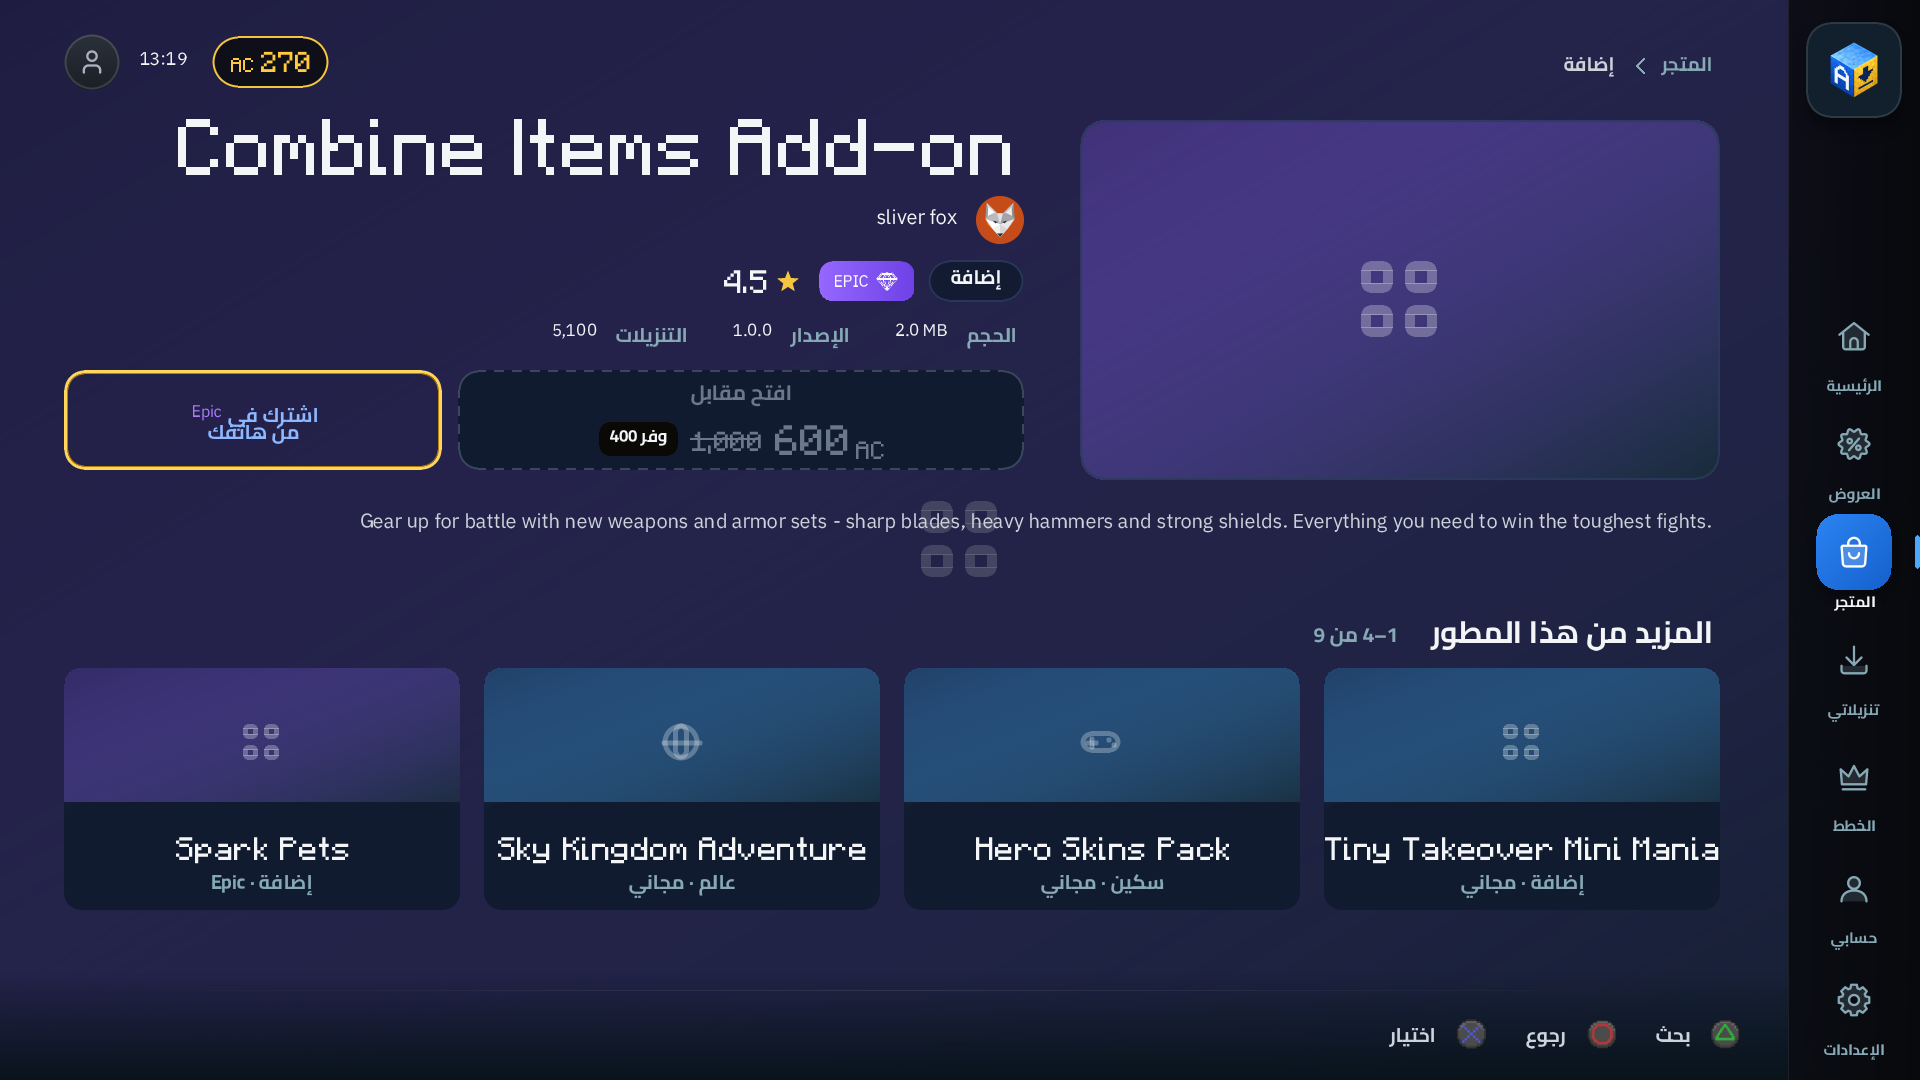 المتجر > إضافة
AC 270
13:19
Combine Items Add-on
sliver fox
إضافة
EPIC
4.5
الحجم 2.0 MB
الإصدار 1.0.0
التنزيلات 5,100
افتح مقابل
AC 600 1,000 وفر 400
اشترك في Epic
من هاتفك
Gear up for battle with new weapons and armor sets - sharp blades, heavy hammers and strong shields. Everything you need to win the toughest fights.
المزيد من هذا المطور
1–4 من 9
Tiny Takeover Mini Mania
إضافة · مجاني
Hero Skins Pack
سكين · مجاني
Sky Kingdom Adventure
عالم · مجاني
Spark Pets
إضافة · Epic
بحث
رجوع
اختيار
A
الرئيسية
العروض
المتجر
تنزيلاتي
الخطط
حسابي
الإعدادات